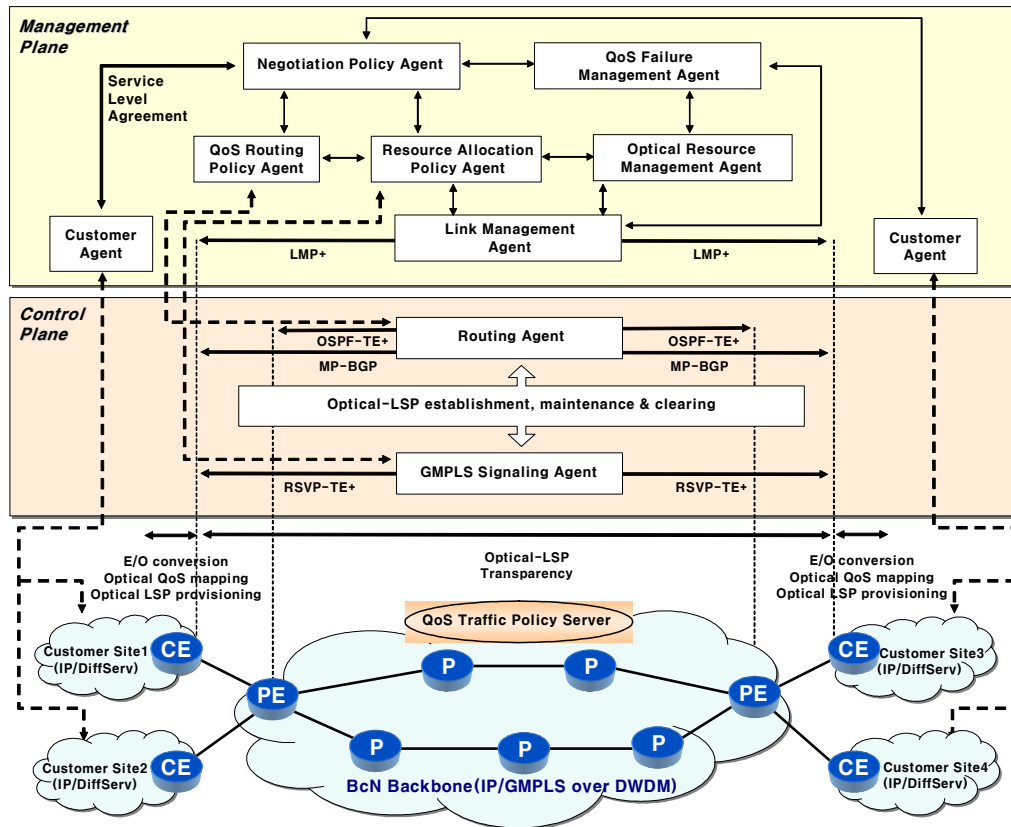 Management
Plane
Negotiation Policy Agent
QoS Failure
Management Agent
Service
Level
Agreement
QoS Routing
Policy Agent
Resource Allocation
Policy Agent
Optical Resource
Management Agent
Customer
Agent
Link Management
Agent
Customer
Agent
LMP+
LMP+
Control
Plane
Routing Agent
OSPF-TE+
OSPF-TE+
MP-BGP
MP-BGP
Optical-LSP establishment, maintenance & clearing
GMPLS Signaling Agent
RSVP-TE+
RSVP-TE+
E/O conversion
Optical QoS mapping
Optical LSP provisioning
Optical-LSP
Transparency
E/O conversion
Optical QoS mapping
Optical LSP provisioning
QoS Traffic Policy Server
Customer Site1
(IP/DiffServ)
CE
CE
Customer Site3
(IP/DiffServ)
P
P
PE
PE
P
P
P
Customer Site2
(IP/DiffServ)
CE
CE
Customer Site4
(IP/DiffServ)
BcN Backbone(IP/GMPLS over DWDM)